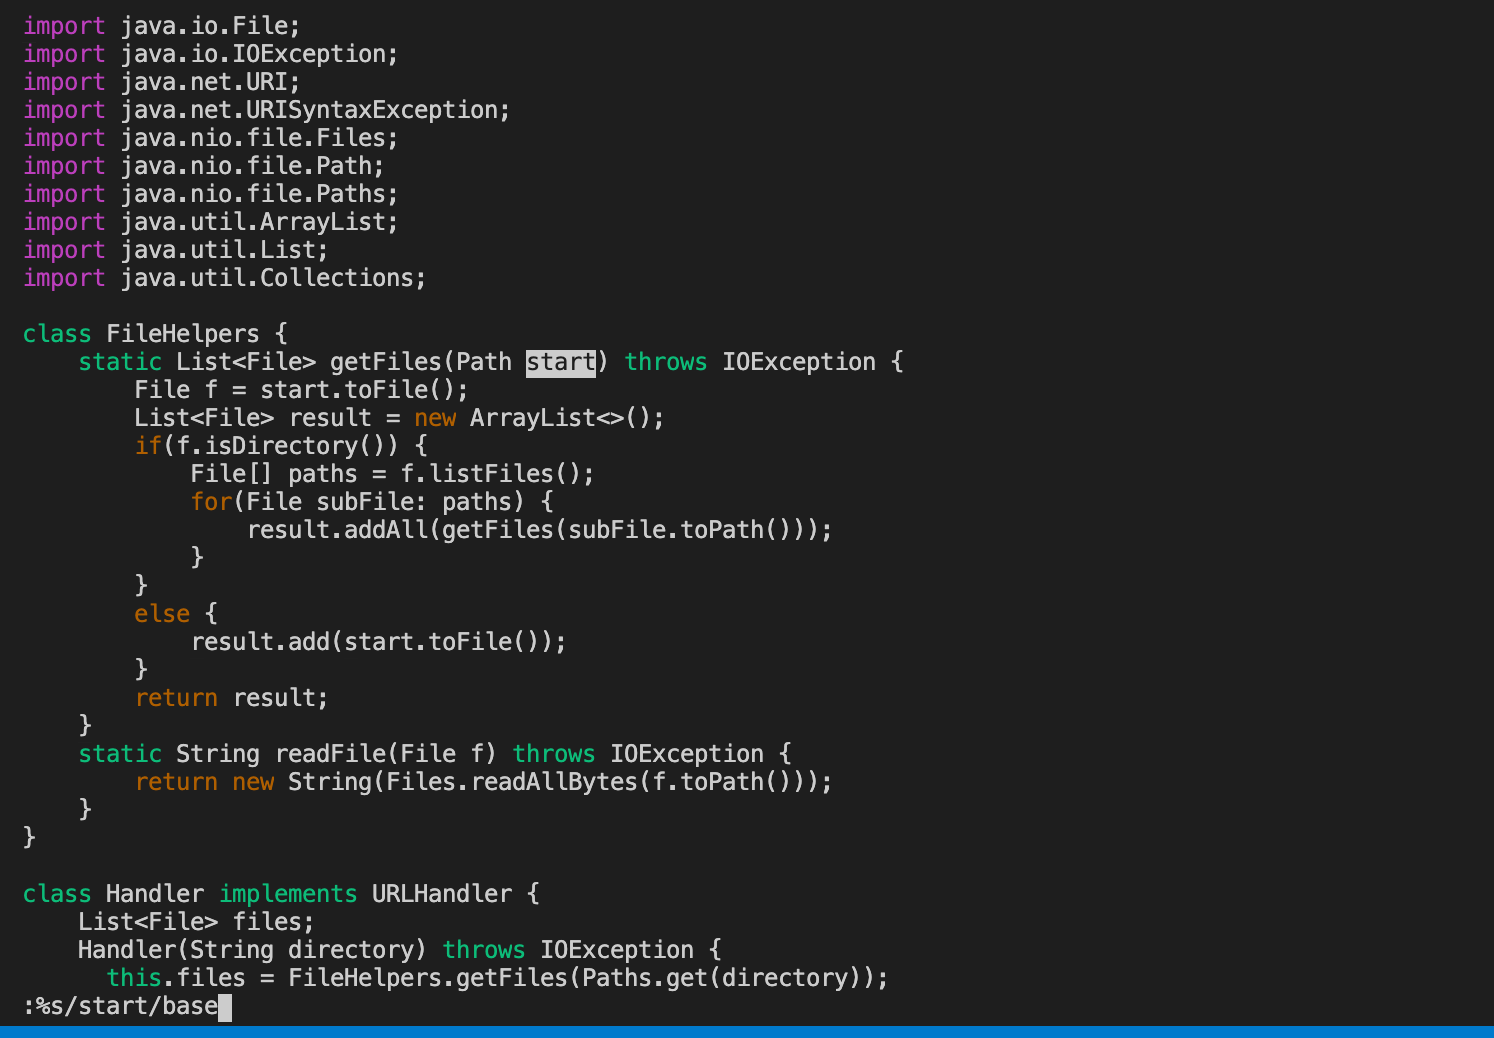 import java.io.File;
import java.io.IOException;
import java.net.URI;
import java.net.URISyntaxException;
import java.nio.file.Files;
import java.nio.file.Path;
import java.nio.file.Paths;
import java.util.ArrayList;
import java.util.List;
import java.util.Collections;

class FileHelpers {
    static List<File> getFiles(Path start) throws IOException {
        File f = start.toFile();
        List<File> result = new ArrayList<>();
        if(f.isDirectory()) {
            File[] paths = f.listFiles();
            for(File subFile: paths) {
                result.addAll(getFiles(subFile.toPath()));
            }
        }
        else {
            result.add(start.toFile());
        }
        return result;
    }
    static String readFile(File f) throws IOException {
        return new String(Files.readAllBytes(f.toPath()));
    }
}

class Handler implements URLHandler {
    List<File> files;
    Handler(String directory) throws IOException {
      this.files = FileHelpers.getFiles(Paths.get(directory));
:%s/start/base